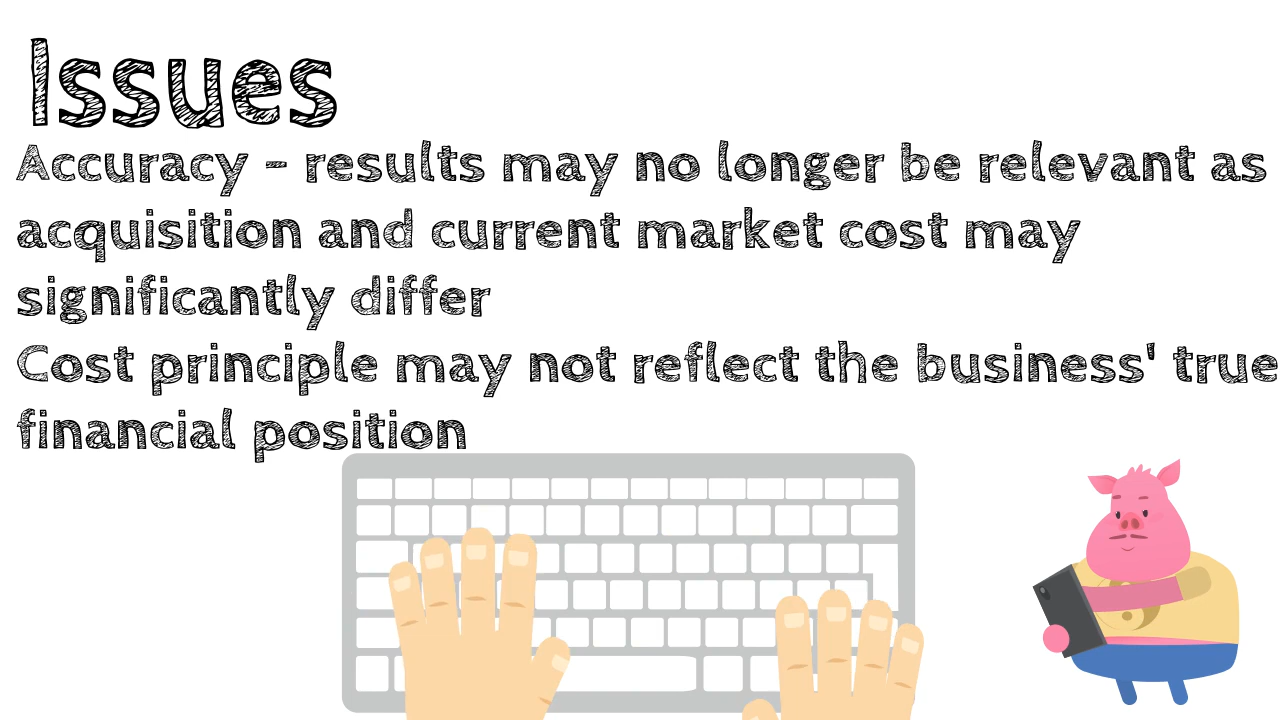 Issues
Accuracy - results may no longer be relevant as
acquisition and current market cost may
significantly differ
Cost principle may not reflect the business' true
financial position